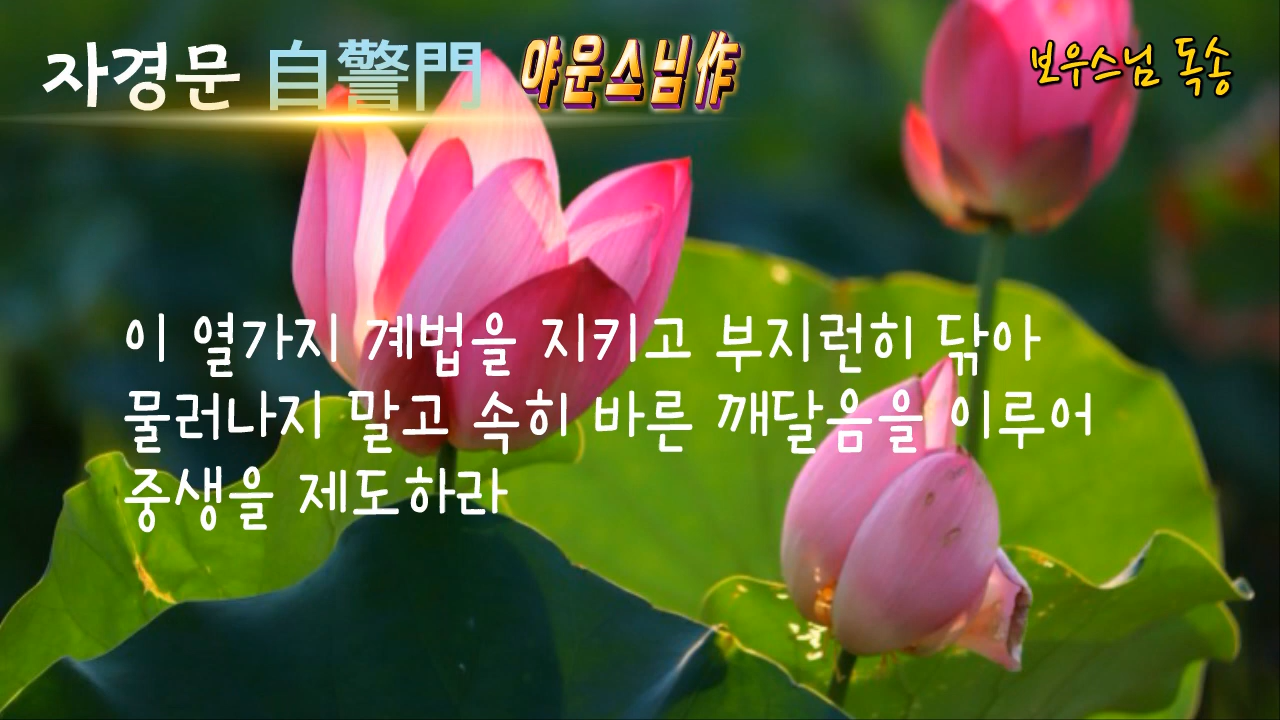 자경문 自警門 야운스님作
보우스님 독송
이 열가지 계법을 지키고 부지런히 닦아
물러나지 말고 속히 바른 깨달음을 이루어
중생을 제도하라